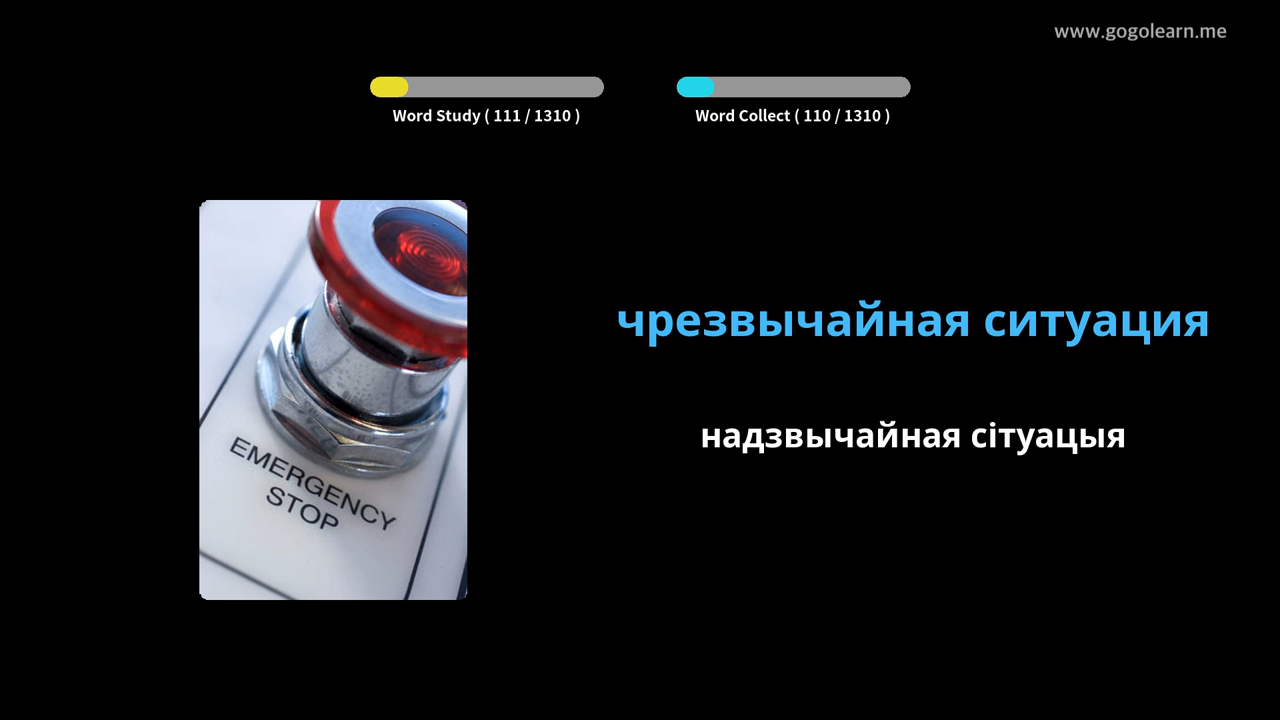 www.gogolearn.me
Word Study ( 111 / 1310 )
Word Collect ( 110 / 1310 )
чрезвычайная ситуация
надзвычайная сітуацыя
EMERGENCY
STOP